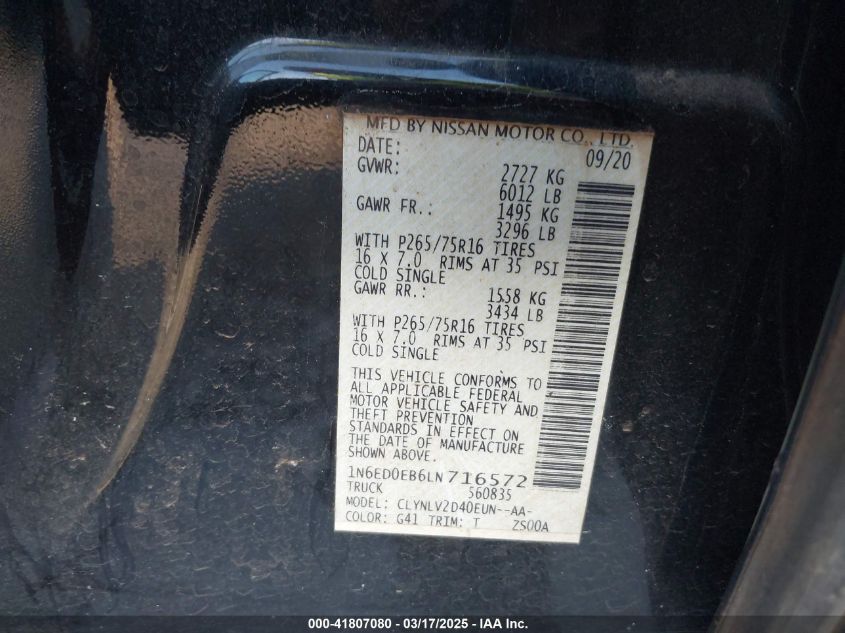 MFD BY NISSAN MOTOR CO., LTD.
DATE: 09/20
GVWR: 2727 KG
6012 LB
GAWR FR.: 1495 KG
3296 LB
WITH P265/75R16 TIRES
16 X 7.0 RIMS AT 35 PSI
COLD SINGLE
GAWR RR.: 1558 KG
3434 LB
WITH P265/75R16 TIRES
16 X 7.0 RIMS AT 35 PSI
COLD SINGLE
THIS VEHICLE CONFORMS TO
ALL APPLICABLE FEDERAL
MOTOR VEHICLE SAFETY AND
THEFT PREVENTION
STANDARDS IN EFFECT ON
THE DATE OF MANUFACTURE
SHOWN ABOVE.
1N6ED0EB6LN716572
TRUCK 560835
MODEL: CLYNLV2D40EUN--AA-
COLOR: G41 TRIM: T ZS00A
000-41807080 - 03/17/2025 - IAA Inc.